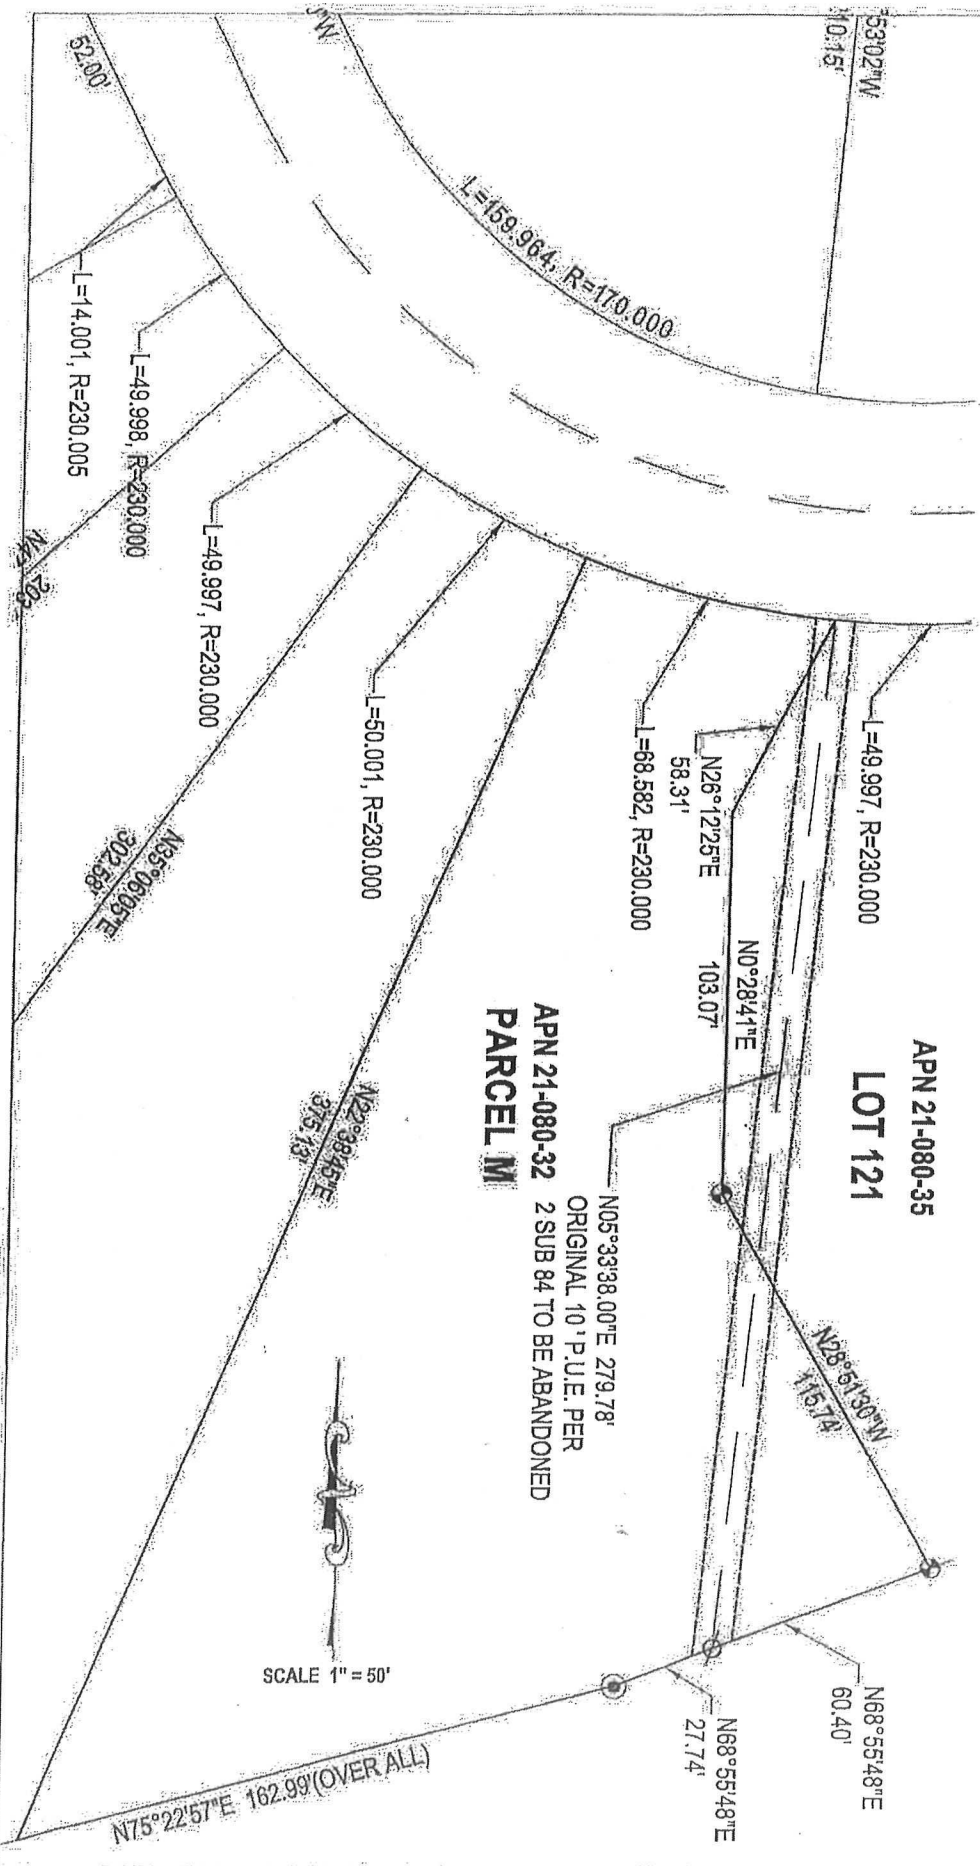 53'02"W
10.15'
"W
52.00'
L=159.964, R=170.000
L=14.001, R=230.005
L=49.998, R=230.000
L=49.997, R=230.000
L=50.001, R=230.000
L=68.582, R=230.000
L=49.997, R=230.000
N47
203'
N35°06'05"E
302.58'
N22°38'45"E
375.13'
N26°12'25"E
58.31'
N0°28'41"E
103.07'
APN 21-080-35
LOT 121
APN 21-080-32
PARCEL M
N05°33'38.00"E 279.78'
ORIGINAL 10' P.U.E. PER
2 SUB 84 TO BE ABANDONED
N28°51'30"W
115.74'
N68°55'48"E
60.40'
N68°55'48"E
27.74'
SCALE 1" = 50'
N75°22'57"E 162.99'(OVER ALL)